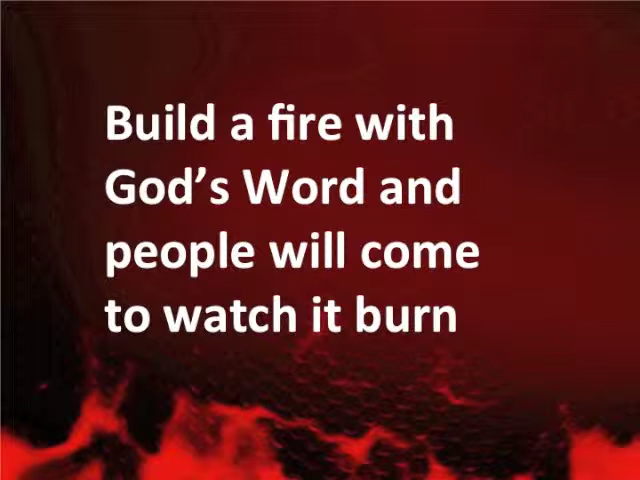 Build a fire with
God’s Word and
people will come
to watch it burn